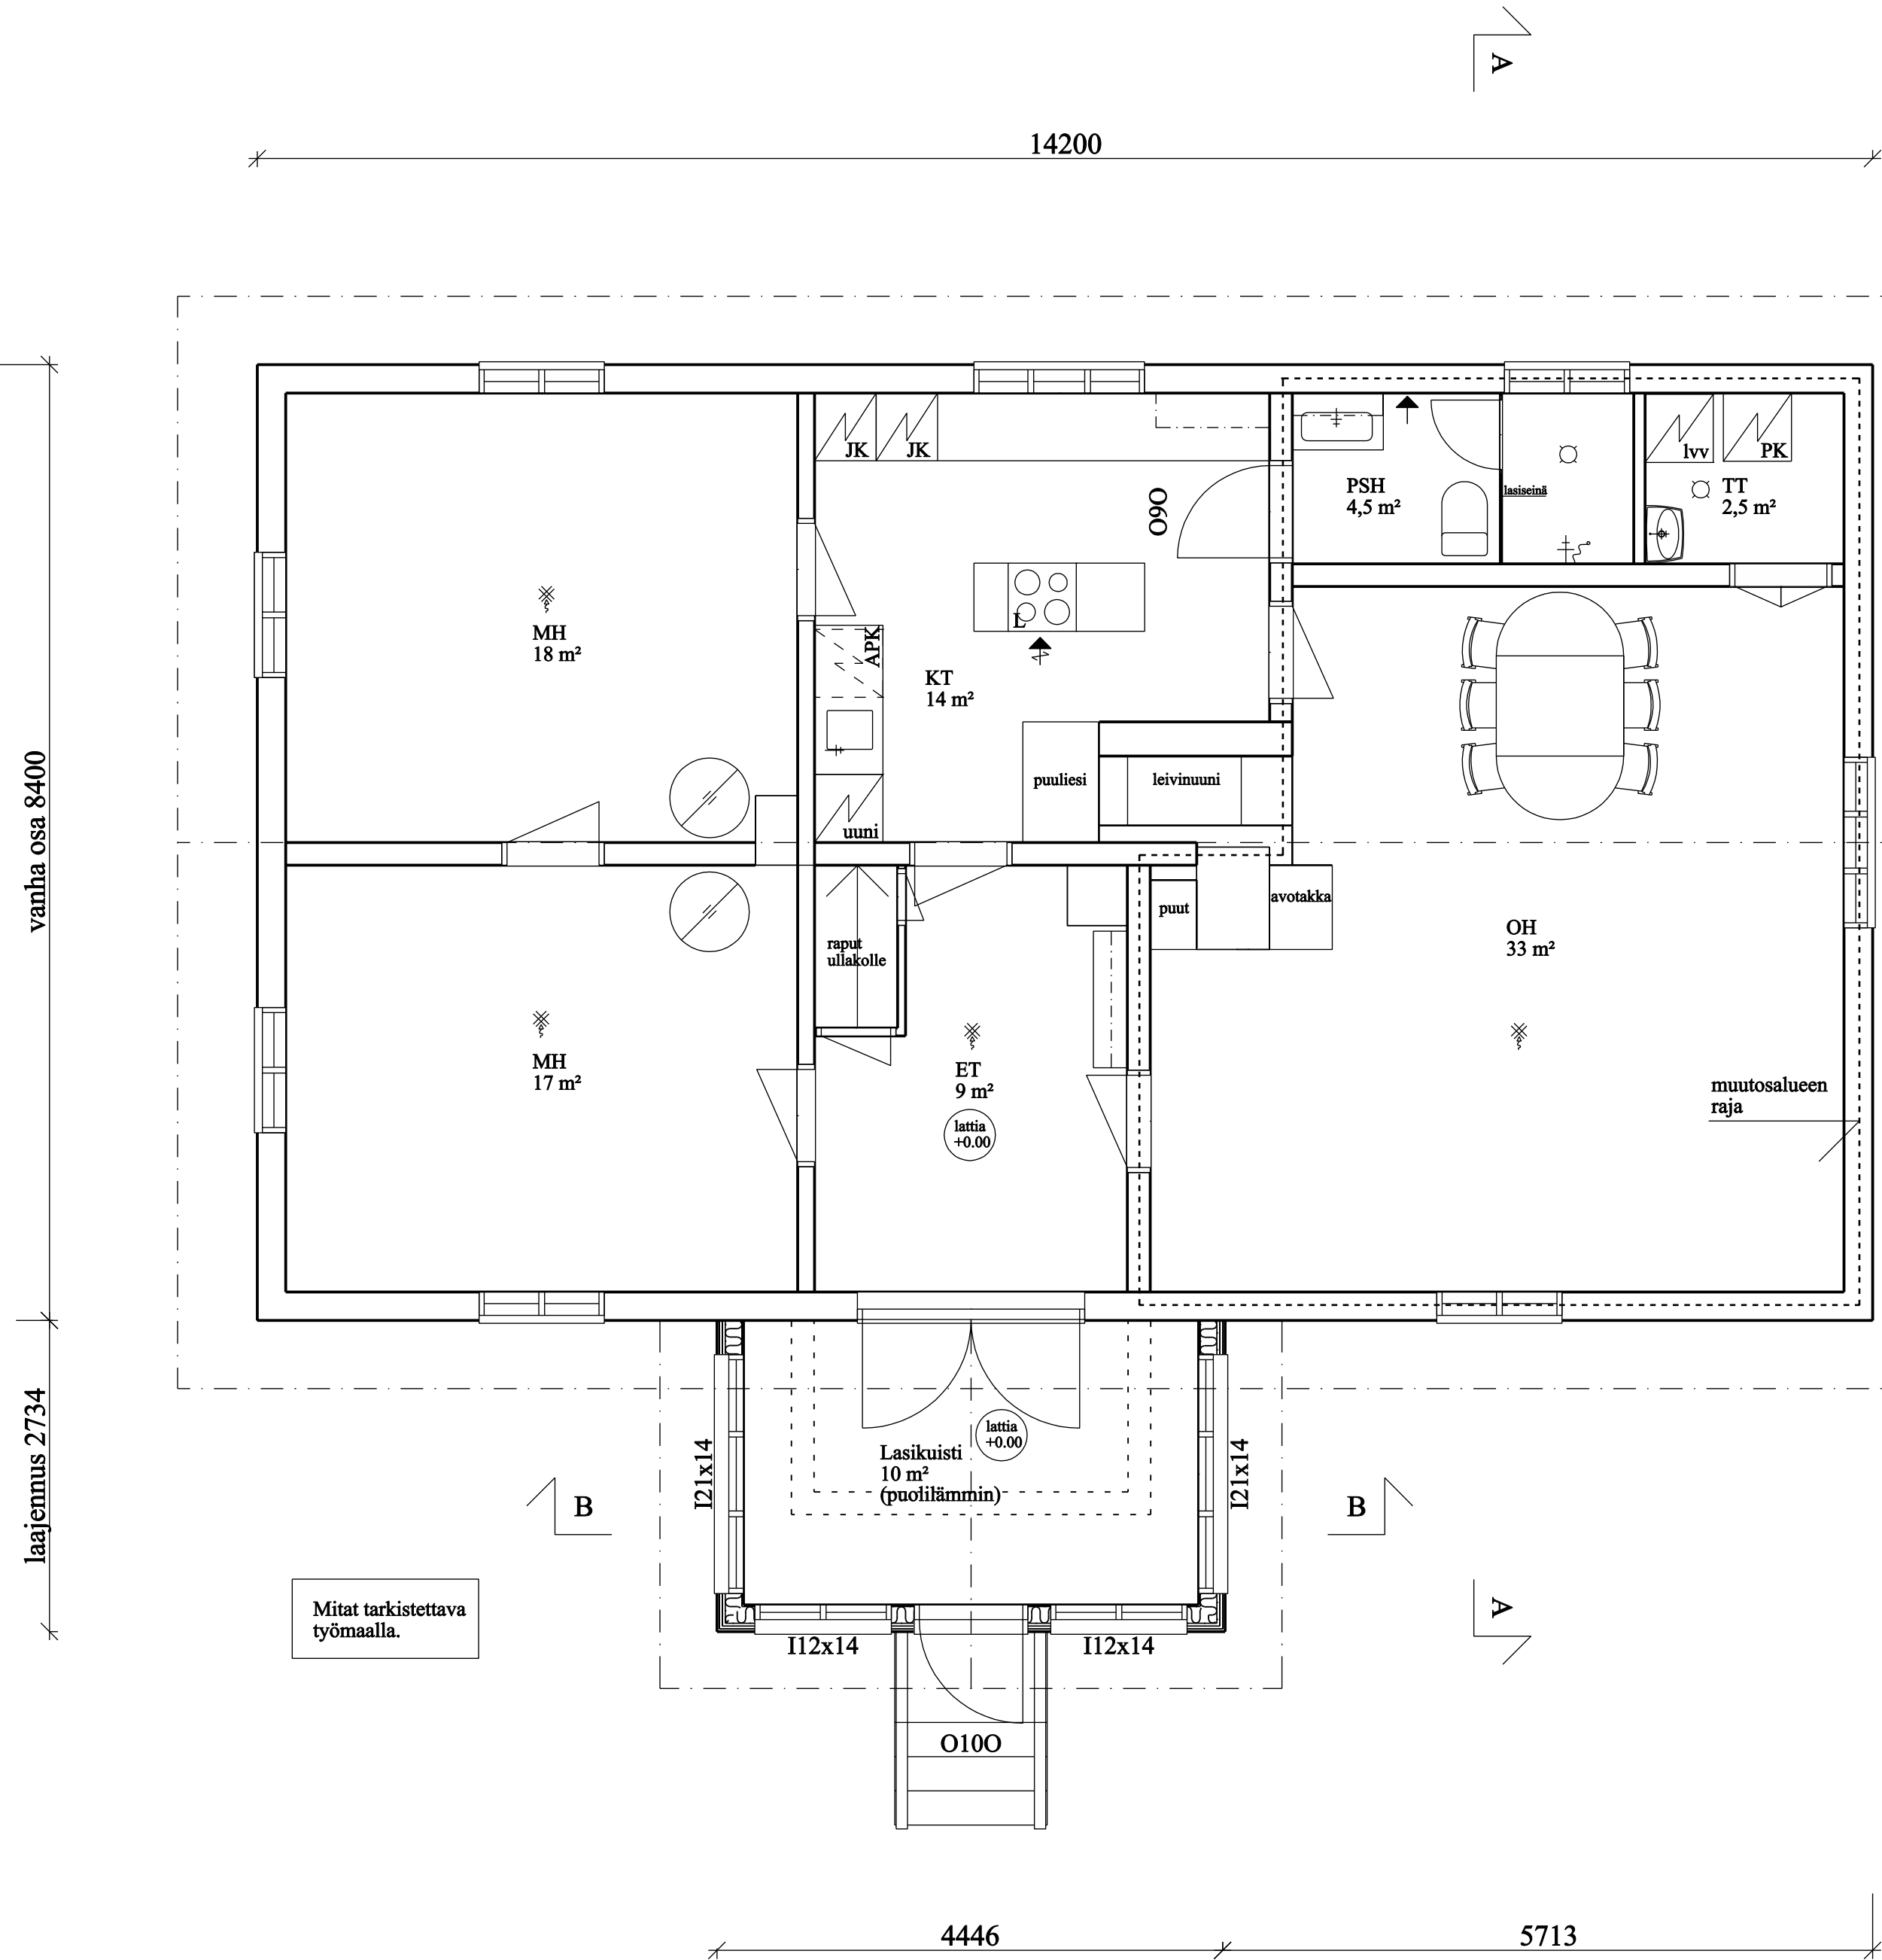 A
14200
JK
JK
lvv
PK
O9O
PSH
4,5 m²
lasiseinä
TT
2,5 m²
MH
18 m²
APK
L
KT
14 m²
puuliesi
leivinuuni
uuni
vanha osa 8400
puut
avotakka
raput
ullakolle
OH
33 m²
MH
17 m²
ET
9 m²
lattia
+0.00
muutosalueen
raja
laajennus 2734
I21x14
Lasikuisti
10 m²
(puolilämmin)
lattia
+0.00
I21x14
B
B
Mitat tarkistettava
työmaalla.
I12x14
I12x14
A
O10O
4446
5713